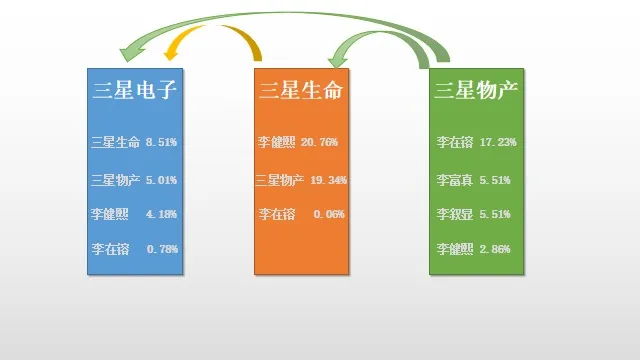 三星电子
三星生命 8.51%
三星物产 5.01%
李健熙 4.18%
李在镕 0.78%
三星生命
李健熙 20.76%
三星物产 19.34%
李在镕 0.06%
三星物产
李在镕 17.23%
李富真 5.51%
李叙显 5.51%
李健熙 2.86%